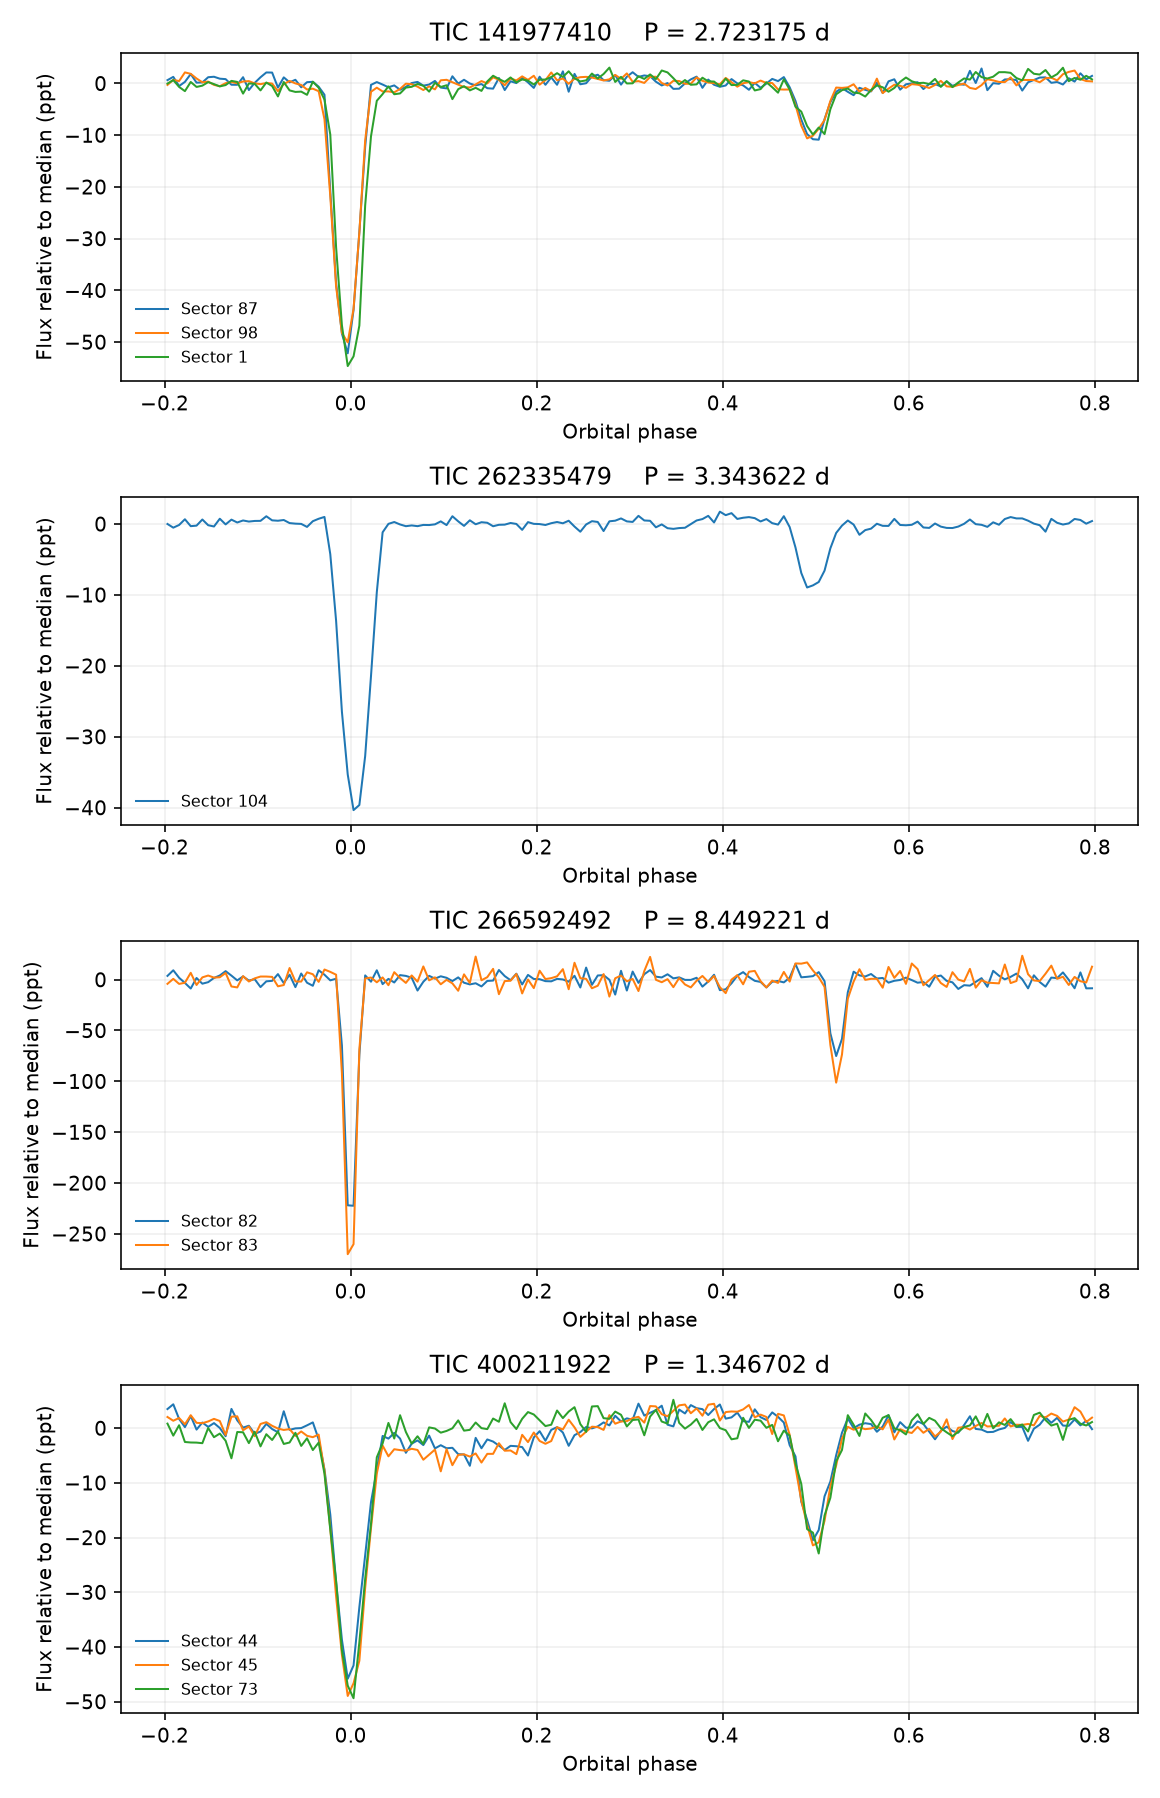 TIC 141977410 P = 2.723175 d
Flux relative to median (ppt)
0
−10
−20
−30
−40
−50
Sector 87
Sector 98
Sector 1
−0.2 0.0 0.2 0.4 0.6 0.8
Orbital phase
TIC 262335479 P = 3.343622 d
Flux relative to median (ppt)
0
−10
−20
−30
−40
Sector 104
−0.2 0.0 0.2 0.4 0.6 0.8
Orbital phase
TIC 266592492 P = 8.449221 d
Flux relative to median (ppt)
0
−50
−100
−150
−200
−250
Sector 82
Sector 83
−0.2 0.0 0.2 0.4 0.6 0.8
Orbital phase
TIC 400211922 P = 1.346702 d
Flux relative to median (ppt)
0
−10
−20
−30
−40
−50
Sector 44
Sector 45
Sector 73
−0.2 0.0 0.2 0.4 0.6 0.8
Orbital phase